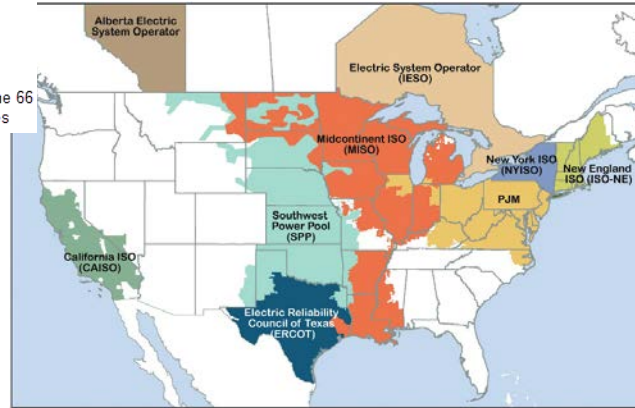 Alberta Electric
System Operator
ne 66
es
Electric System Operator
(IESO)
Midcontinent ISO
(MISO)
New York ISO
(NYISO)
New England
ISO (ISO-NE)
PJM
Southwest
Power Pool
(SPP)
California ISO
(CAISO)
Electric Reliability
Council of Texas
(ERCOT)